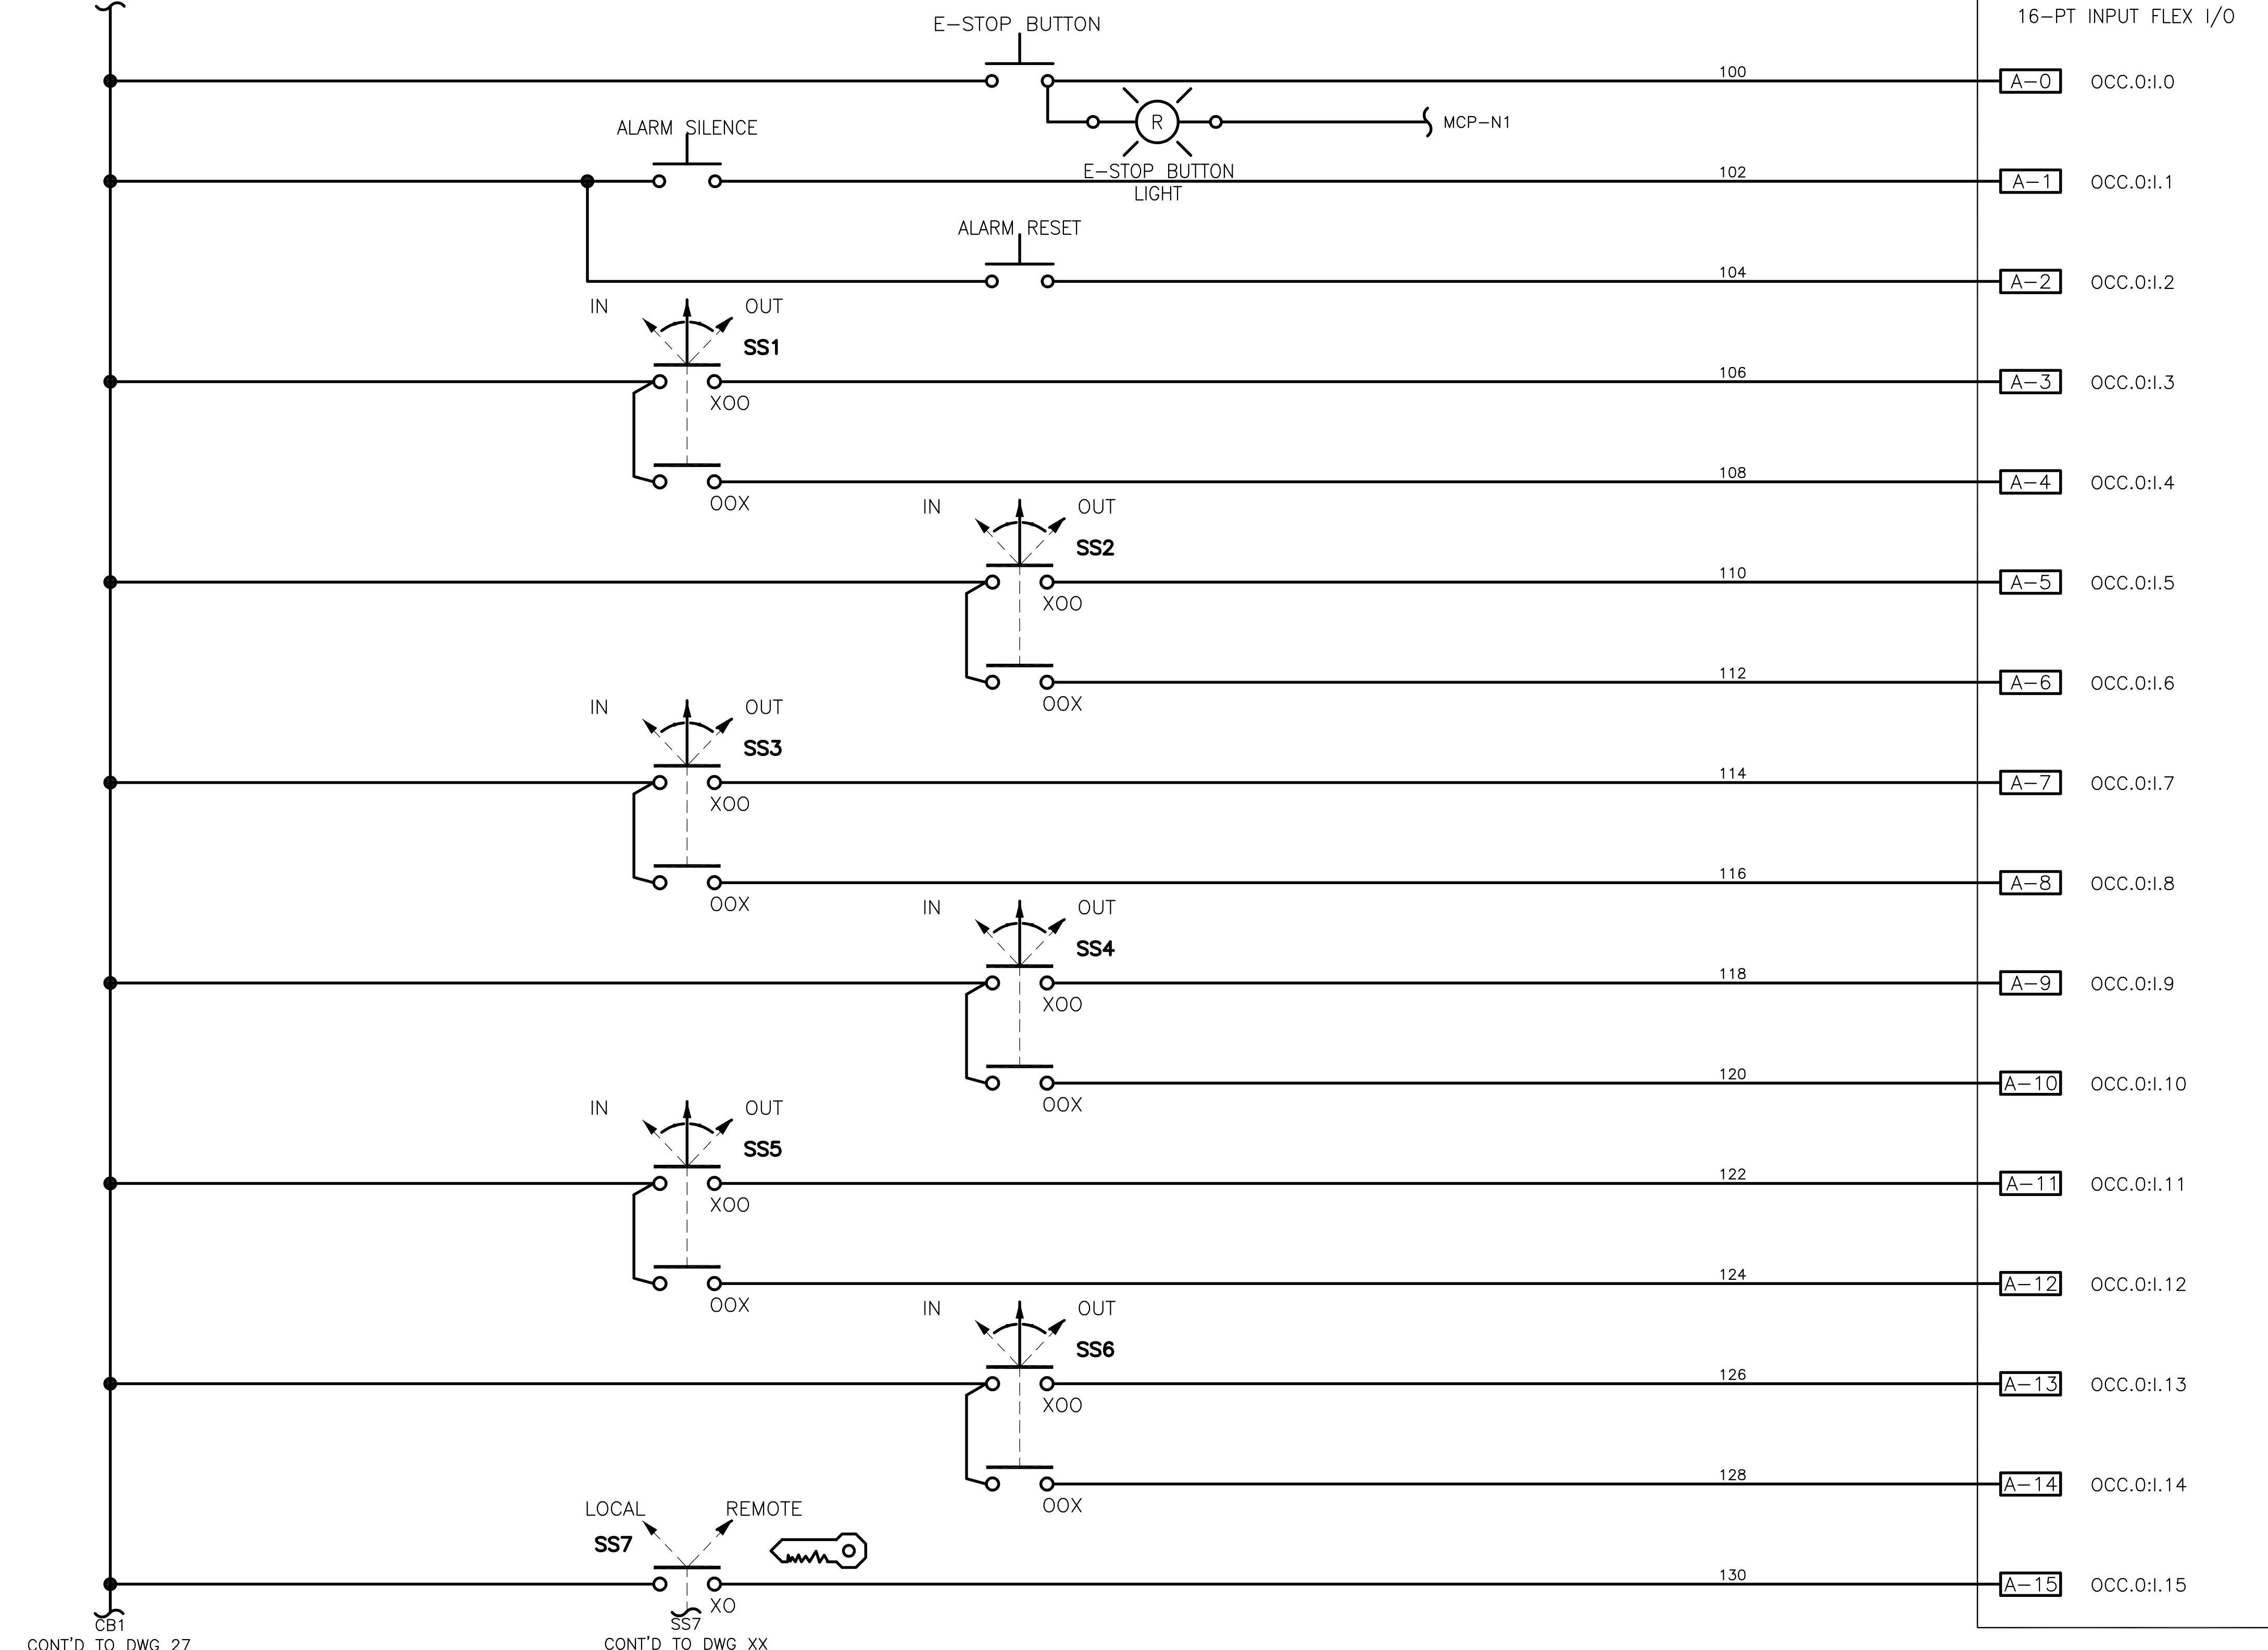 16-PT INPUT FLEX I/O
E-STOP BUTTON
100
A-0 OCC.0:I.0
R
MCP-N1
E-STOP BUTTON
LIGHT
ALARM SILENCE
102
A-1 OCC.0:I.1
ALARM RESET
104
A-2 OCC.0:I.2
IN OUT
SS1
106
A-3 OCC.0:I.3
XOO
108
A-4 OCC.0:I.4
OOX
IN OUT
SS2
110
A-5 OCC.0:I.5
XOO
112
A-6 OCC.0:I.6
OOX
IN OUT
SS3
114
A-7 OCC.0:I.7
XOO
116
A-8 OCC.0:I.8
OOX
IN OUT
SS4
118
A-9 OCC.0:I.9
XOO
120
A-10 OCC.0:I.10
OOX
IN OUT
SS5
122
A-11 OCC.0:I.11
XOO
124
A-12 OCC.0:I.12
OOX
IN OUT
SS6
126
A-13 OCC.0:I.13
XOO
128
A-14 OCC.0:I.14
OOX
LOCAL REMOTE
SS7
130
A-15 OCC.0:I.15
XO
CB1
CONT'D TO DWG 27
SS7
CONT'D TO DWG XX